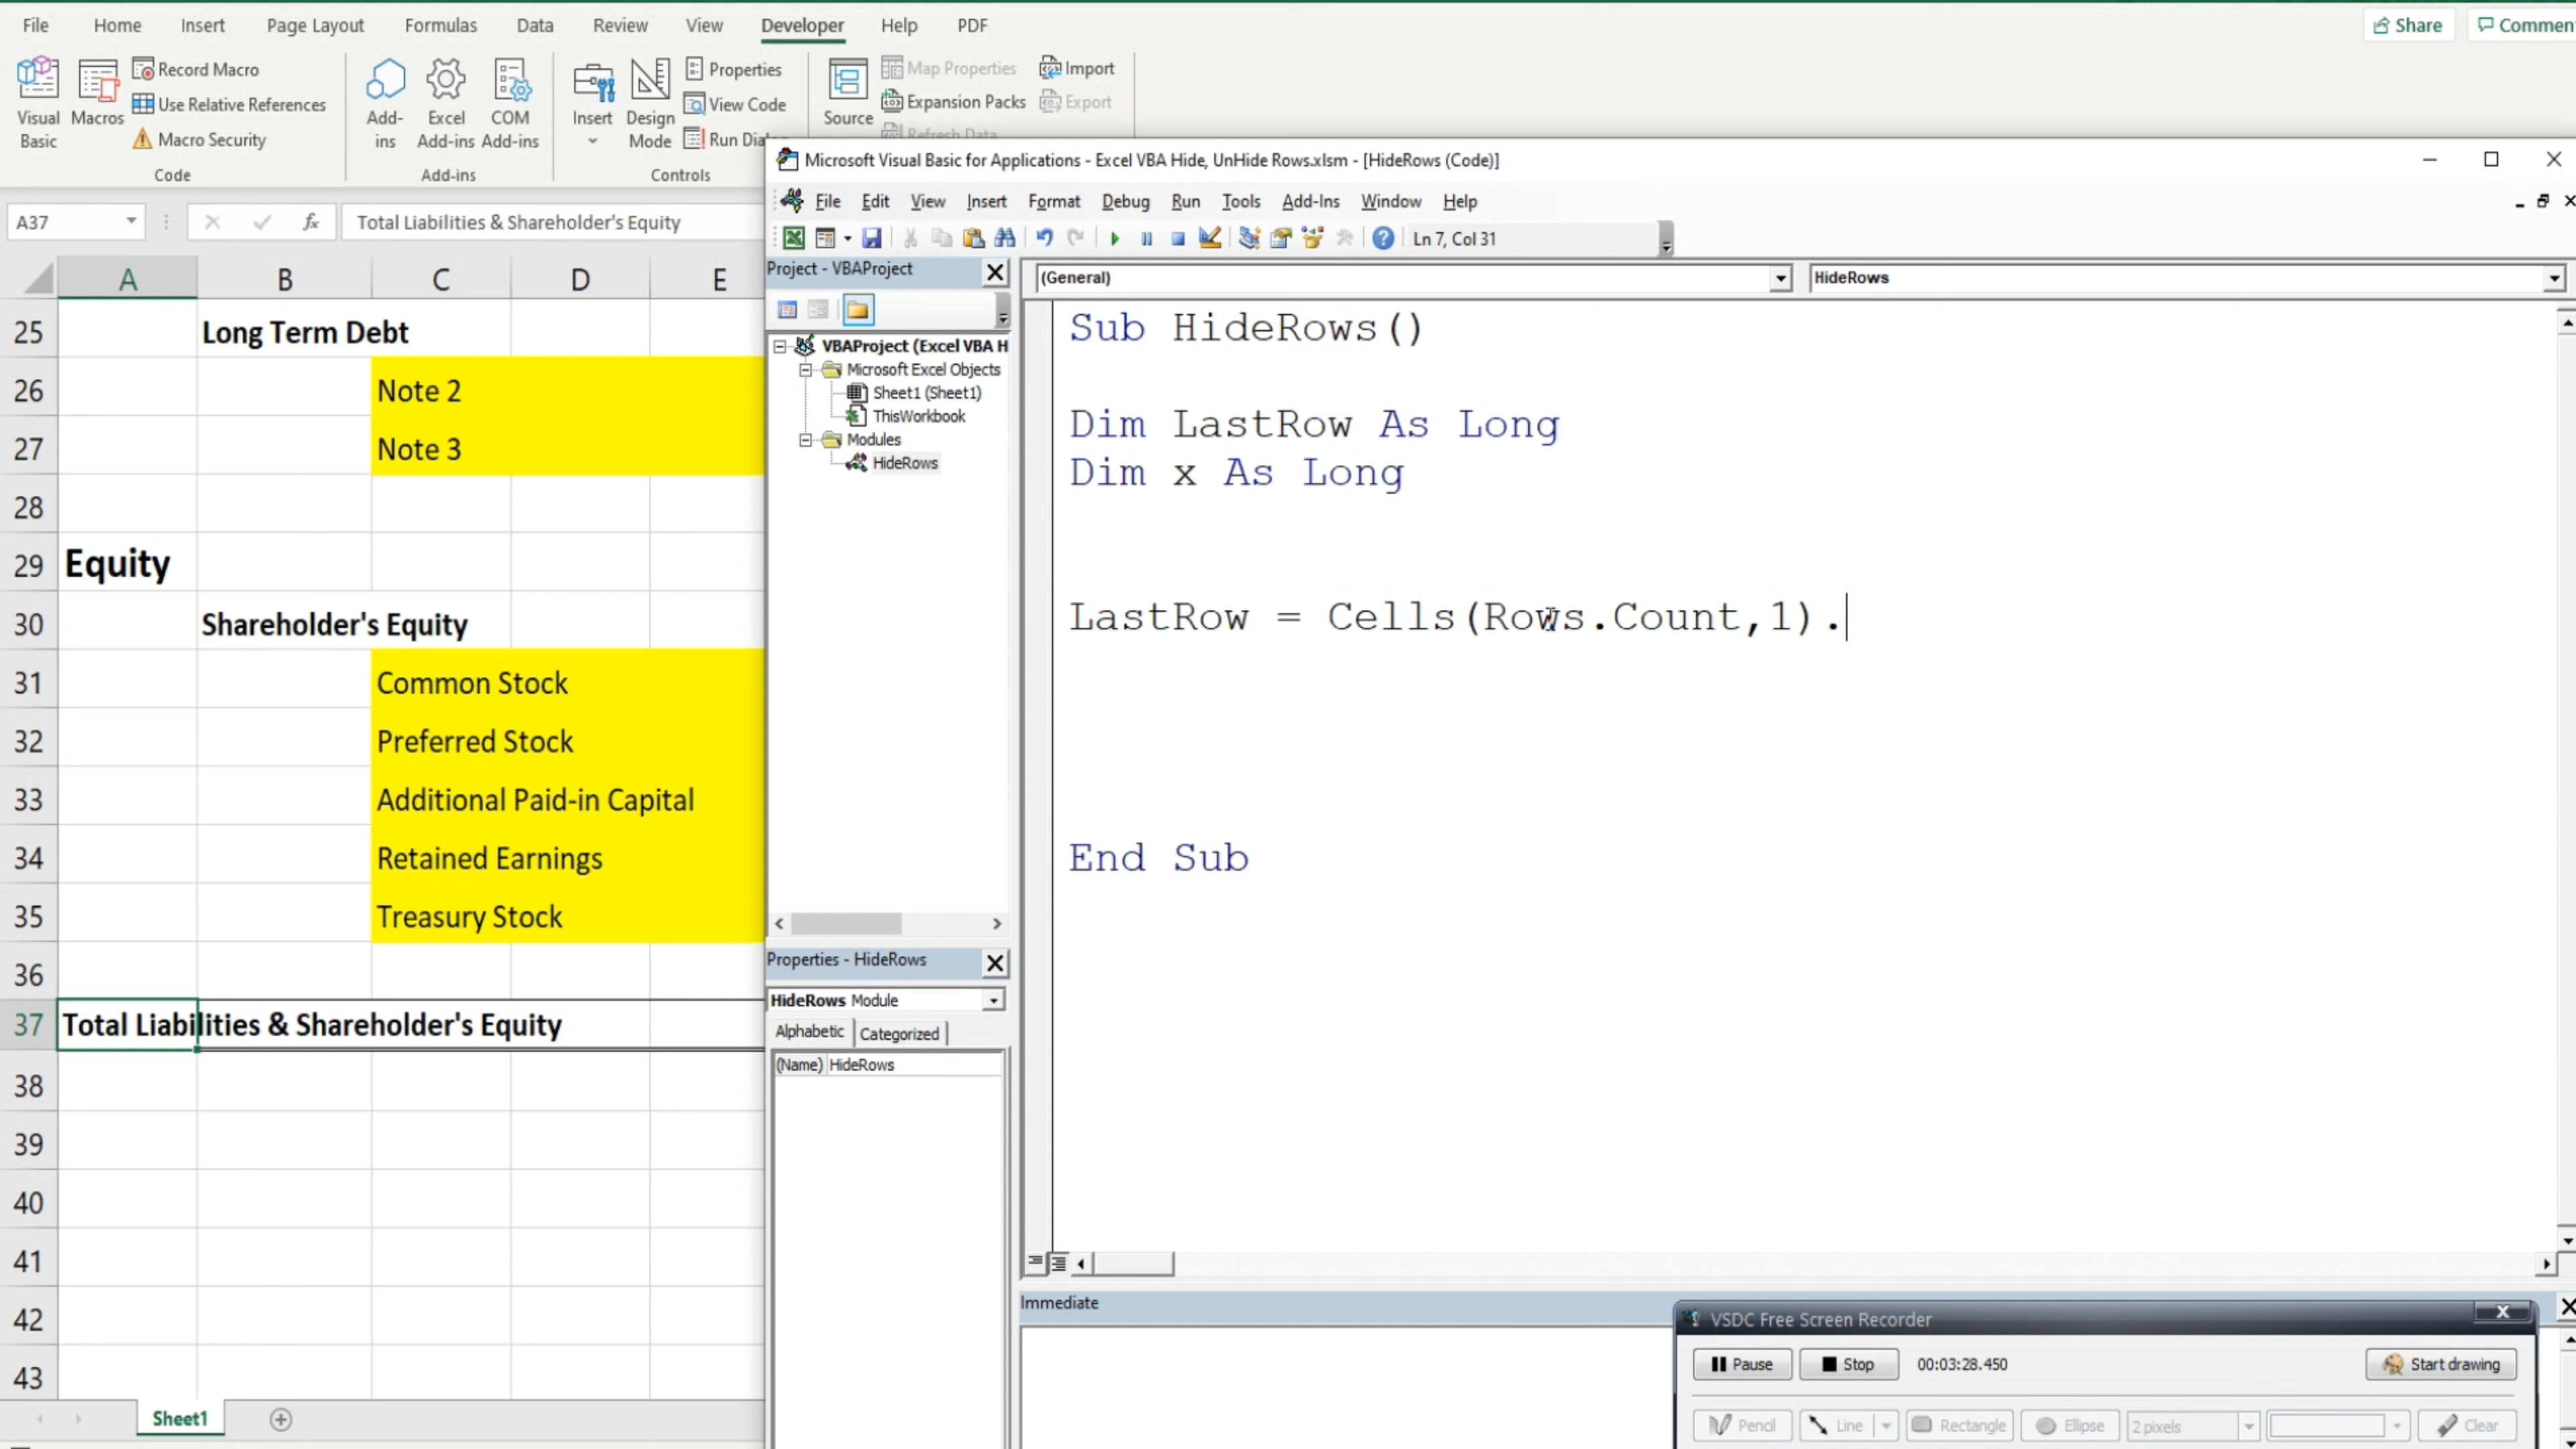 File Home Insert Page Layout Formulas Data Review View Developer Help PDF Share
Visual Basic
Macros
Record Macro
Use Relative References
Macro Security
Code
Add-ins
Excel Add-ins
COM Add-ins
Add-ins
Insert
Design Mode
Properties
View Code
Controls
Source
Map Properties
Expansion Packs
Refresh Data
Import
Export
A37 fx Total Liabilities & Shareholder's Equity
A B C D E
25 Long Term Debt
26 Note 2
27 Note 3
28
29 Equity
30 Shareholder's Equity
31 Common Stock
32 Preferred Stock
33 Additional Paid-in Capital
34 Retained Earnings
35 Treasury Stock
36
37 Total Liabilities & Shareholder's Equity
38
39
40
41
42
43
Sheet1
Microsoft Visual Basic for Applications - Excel VBA Hide, UnHide Rows.xlsm - [HideRows (Code)]
File Edit View Insert Format Debug Run Tools Add-Ins Window Help
Ln 7, Col 31
Project - VBAProject
VBAProject (Excel VBA H
Microsoft Excel Objects
Sheet1 (Sheet1)
ThisWorkbook
Modules
HideRows
Properties - HideRows
HideRows Module
Alphabetic Categorized
(Name) HideRows
(General) HideRows
Sub HideRows()
Dim LastRow As Long
Dim x As Long
LastRow = Cells(Rows.Count,1).
End Sub
Immediate
VSDC Free Screen Recorder
Pause Stop 00:03:28.450 Start drawing
Pencil Line Rectangle Ellipse 2 pixels Clear